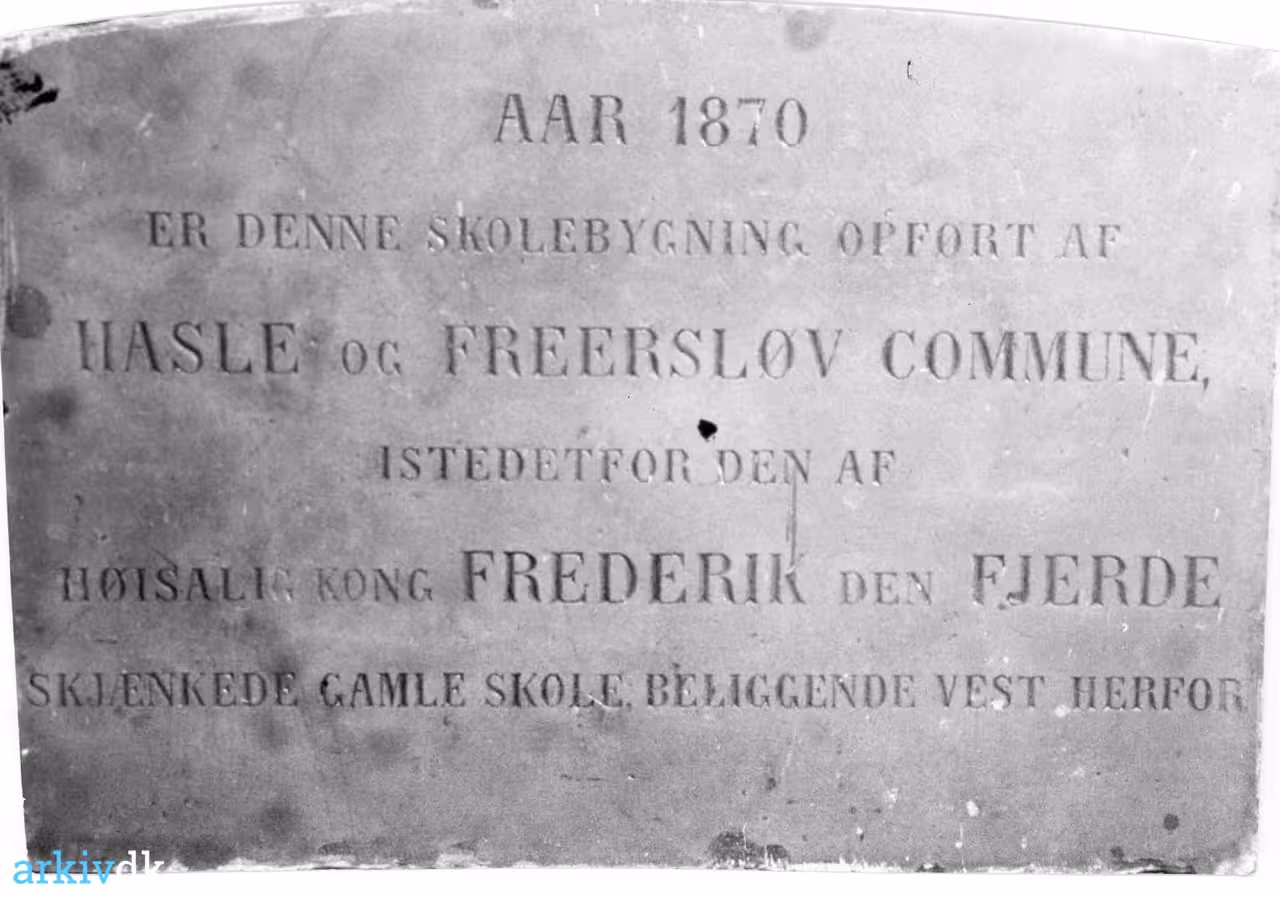 AAR 1870
ER DENNE SKOLEBYGNING OPFØRT AF
HASLE OG FREERSLØV COMMUNE,
ISTEDETFOR DEN AF
HØISALIG KONG FREDERIK DEN FJERDE
SKJÆNKEDE GAMLE SKOLE, BELIGGENDE VEST HERFOR
arkivdk